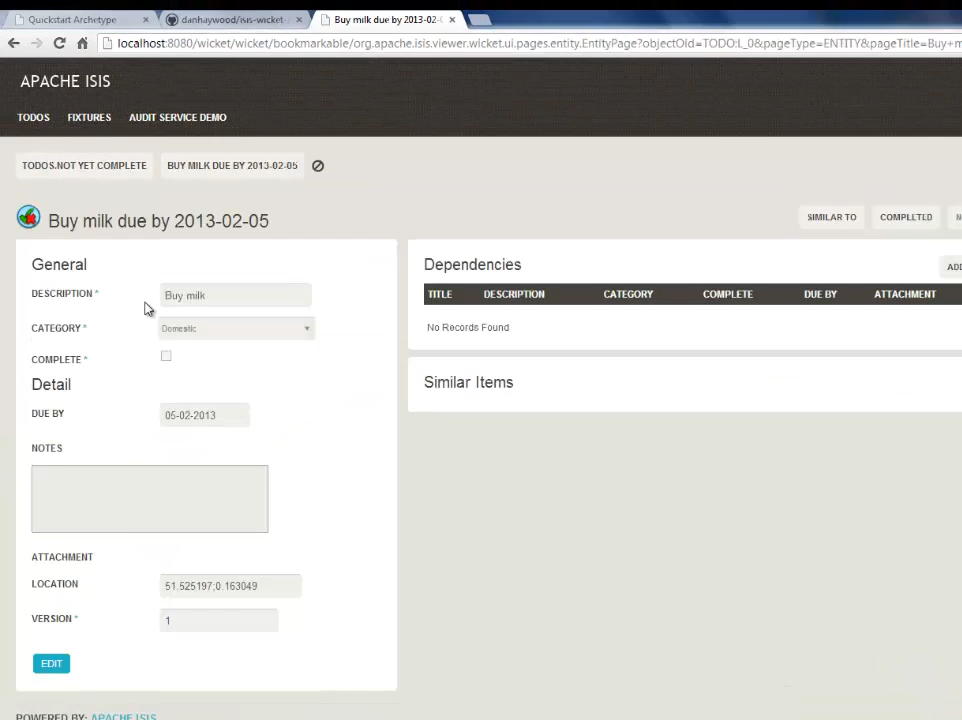 Quickstart Archetype
danhaywood/isis-wicket-
Buy milk due by 2013-02-
localhost:8080/wicket/wicket/bookmarkable/org.apache.isis.viewer.wicket.ui.pages.entity.EntityPage?objectOid=TODO:L_0&pageType=ENTITY&pageTitle=Buy+m
APACHE ISIS
TODOS FIXTURES AUDIT SERVICE DEMO
TODOS.NOT YET COMPLETE BUY MILK DUE BY 2013-02-05
Buy milk due by 2013-02-05
SIMILAR TO COMPLETED N
General
DESCRIPTION * Buy milk
CATEGORY * Domestic
COMPLETE *
Detail
DUE BY 05-02-2013
NOTES
ATTACHMENT
LOCATION 51.525197;0.163049
VERSION * 1
EDIT
Dependencies
ADD
TITLE DESCRIPTION CATEGORY COMPLETE DUE BY ATTACHMENT
No Records Found
Similar Items
POWERED BY: APACHE ISIS